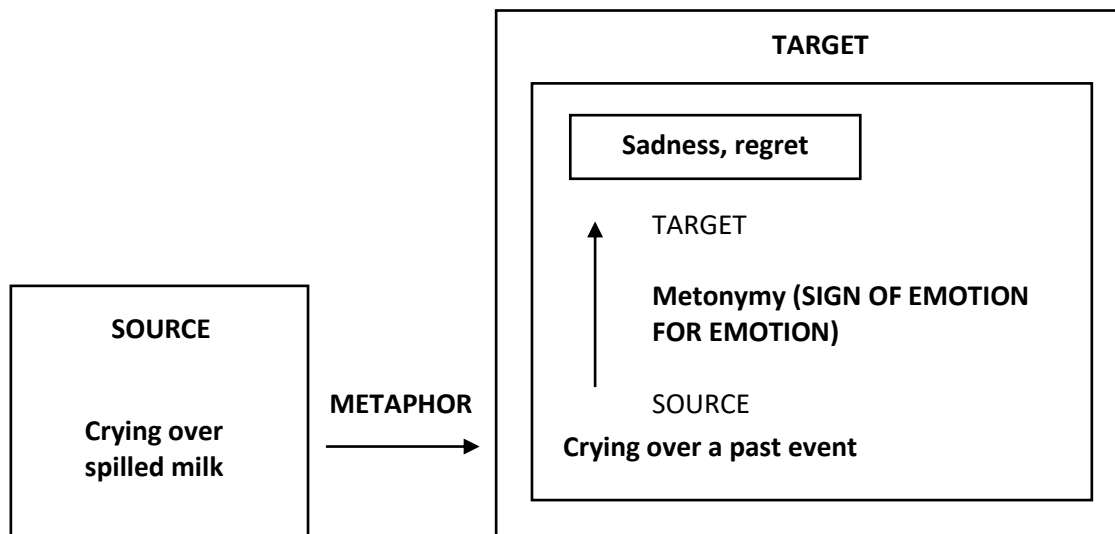 TARGET
Sadness, regret
TARGET
Metonymy (SIGN OF EMOTION
FOR EMOTION)
SOURCE
Crying over a past event
SOURCE
Crying over
spilled milk
METAPHOR